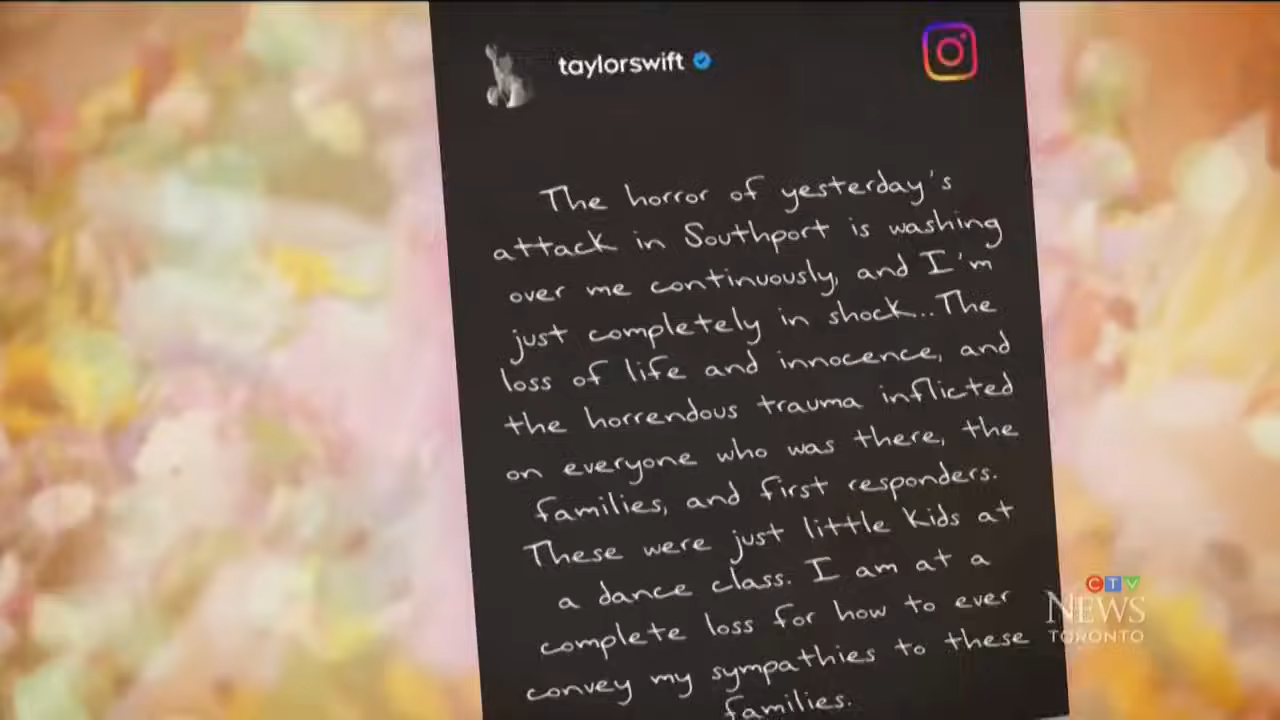 taylorswift
The horror of yesterday's
attack in Southport is washing
over me continuously, and I'm
just completely in shock.. The
loss of life and innocence, and
the horrendous trauma inflicted
on everyone who was there, the
families, and first responders.
These were just little kids at
a dance class. I am at a
complete loss for how to ever
convey my sympathies to these
families.
CTV
NEWS
TORONTO